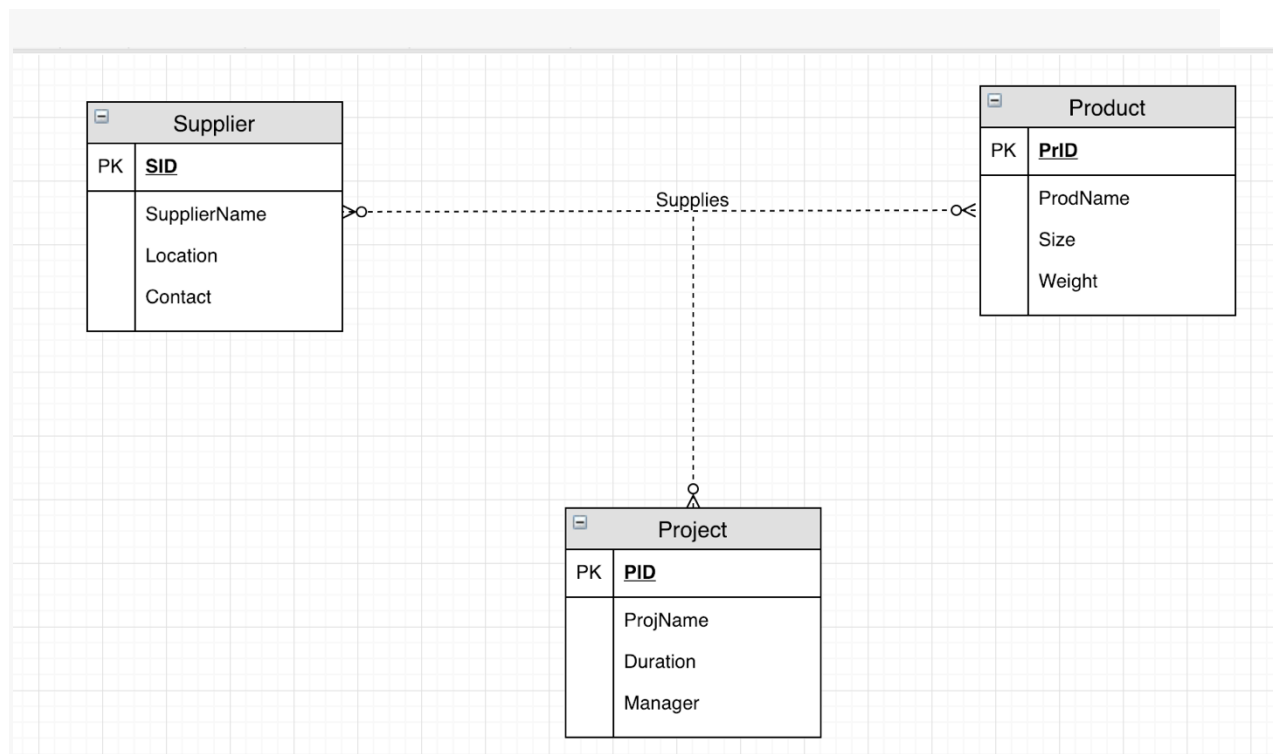 Supplier
PK SID
SupplierName
Location
Contact
Supplies
Product
PK PrID
ProdName
Size
Weight
Project
PK PID
ProjName
Duration
Manager